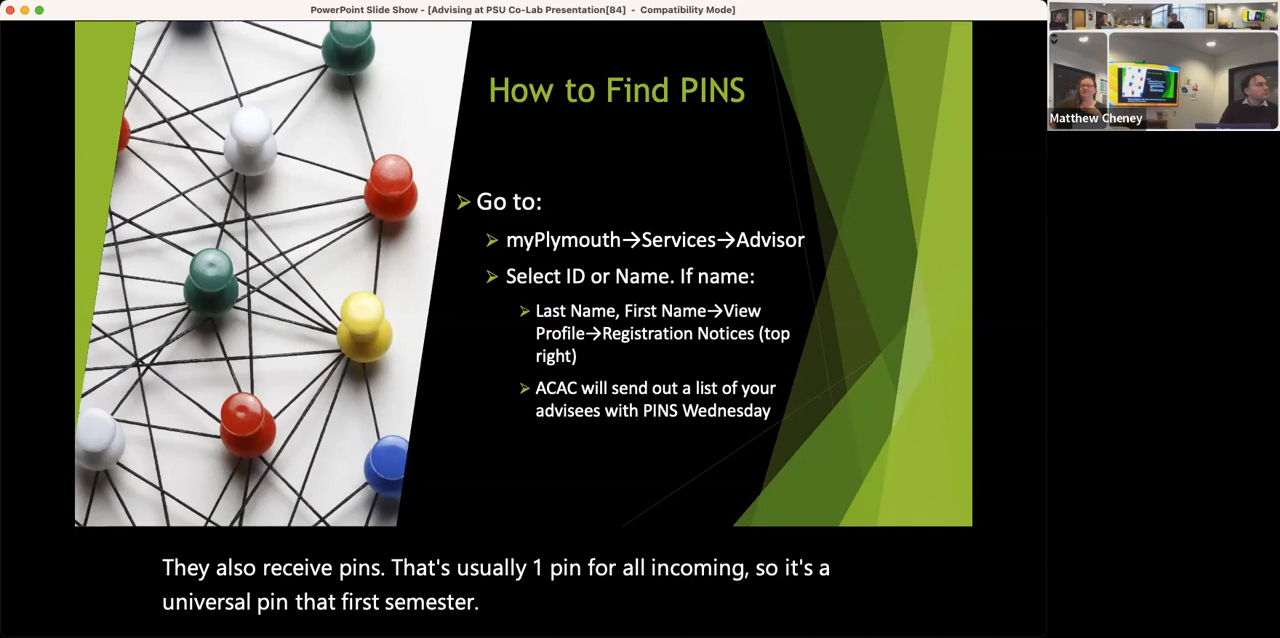 PowerPoint Slide Show - [Advising at PSU Co-Lab Presentation[84] - Compatibility Mode]
How to Find PINS
Go to:
myPlymouth→Services→Advisor
Select ID or Name. If name:
Last Name, First Name→View
Profile→Registration Notices (top
right)
ACAC will send out a list of your
advisees with PINS Wednesday
Matthew Cheney
They also receive pins. That's usually 1 pin for all incoming, so it's a
universal pin that first semester.